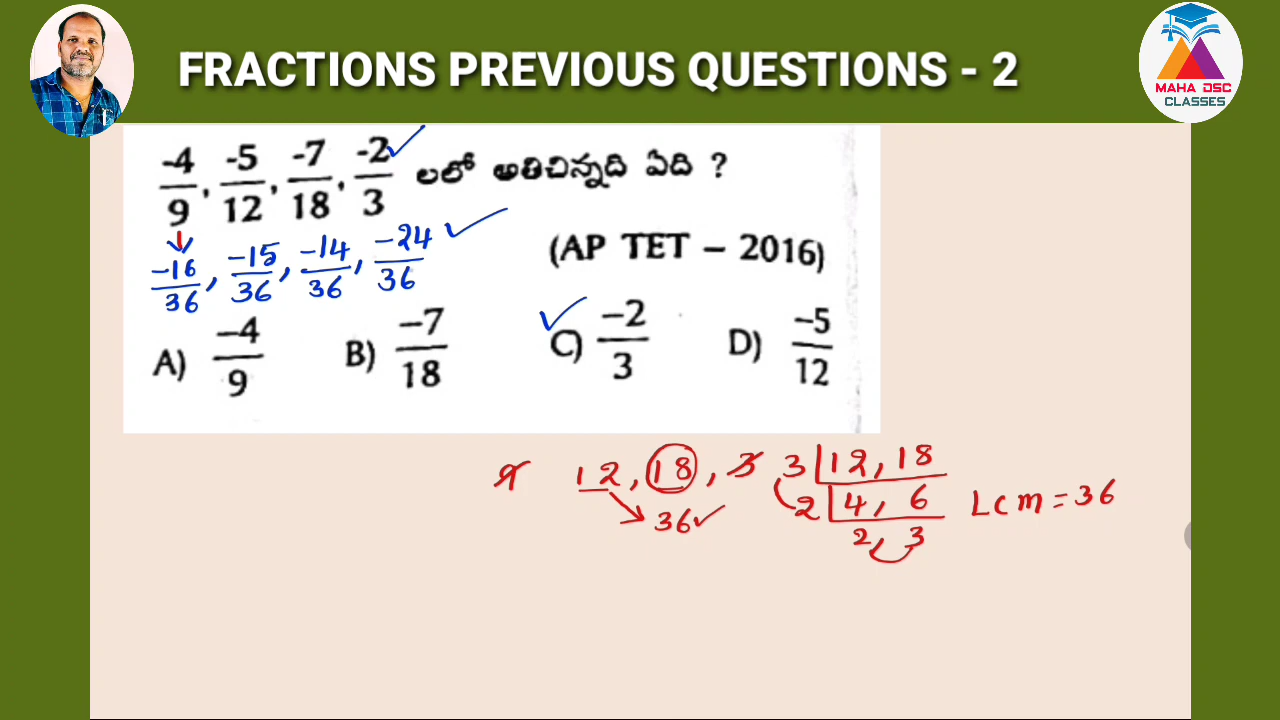 FRACTIONS PREVIOUS QUESTIONS - 2
MAHA DSC
CLASSES
-4/9, -5/12, -7/18, -2/3 లలో అతిచిన్నది ఏది ?
-16/36, -15/36, -14/36, -24/36
(AP TET – 2016)
A) -4/9 B) -7/18 C) -2/3 D) -5/12
9 12, 18, 3
36
3 12, 18
2 4, 6
2, 3
Lcm = 36